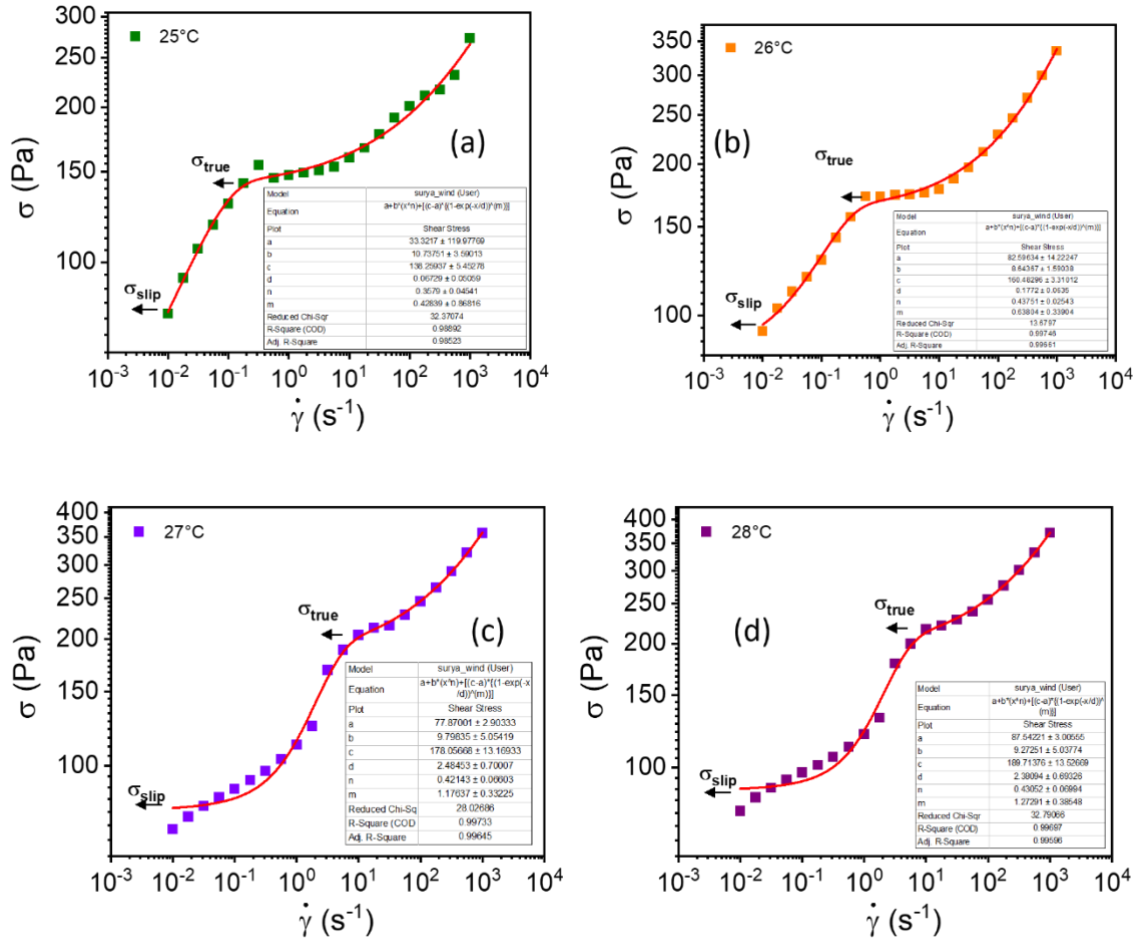 25°C
(a)
σ (Pa)
300
250
200
150
100
σtrue
σslip
Model surya_wind (User)
Equation a+b*(x^n)+[(c-a)*[(1-exp(-x/d))^(m)]]
Plot Shear Stress
a 33.3217 ± 119.97769
b 10.73751 ± 3.59013
c 138.25937 ± 5.45278
d 0.06729 ± 0.05059
n 0.3579 ± 0.04541
m 0.42839 ± 0.86816
Reduced Chi-Sqr 32.37074
R-Square (COD) 0.98892
Adj. R-Square 0.98523
10-3 10-2 10-1 100 101 102 103 104
γ̇ (s-1)
26°C
(b)
σ (Pa)
350
300
250
200
150
100
σtrue
σslip
Model surya_wind (User)
Equation a+b*(x^n)+[(c-a)*[(1-exp(-x/d))^(m)]]
Plot Shear Stress
a 82.59634 ± 14.22247
b 8.64367 ± 1.59038
c 160.48296 ± 3.31012
d 0.1772 ± 0.0636
n 0.43751 ± 0.02543
m 0.63804 ± 0.33904
Reduced Chi-Sqr 13.6797
R-Square (COD) 0.99746
Adj. R-Square 0.99661
10-3 10-2 10-1 100 101 102 103 104
γ̇ (s-1)
27°C
(c)
σ (Pa)
400
350
300
250
200
150
100
σtrue
σslip
Model surya_wind (User)
Equation a+b*(x^n)+[(c-a)*[(1-exp(-x
/d))^(m)]]
Plot Shear Stress
a 77.87001 ± 2.90333
b 9.79835 ± 5.05419
c 178.05668 ± 13.16933
d 2.48453 ± 0.70007
n 0.42143 ± 0.06603
m 1.17637 ± 0.33225
Reduced Chi-Sq 28.02686
R-Square (COD 0.99733
Adj. R-Square 0.99645
10-3 10-2 10-1 100 101 102 103 104
γ̇ (s-1)
28°C
(d)
σ (Pa)
400
350
300
250
200
150
100
σtrue
σslip
Model surya_wind (User)
Equation a+b*(x^n)+[(c-a)*[(1-exp(-x/d))^
(m)]]
Plot Shear Stress
a 87.54221 ± 3.00555
b 9.27251 ± 5.03774
c 189.71376 ± 13.52669
d 2.38094 ± 0.69326
n 0.43052 ± 0.06994
m 1.27291 ± 0.38548
Reduced Chi-Sqr 32.79066
R-Square (COD) 0.99697
Adj. R-Square 0.99596
10-3 10-2 10-1 100 101 102 103 104
γ̇ (s-1)